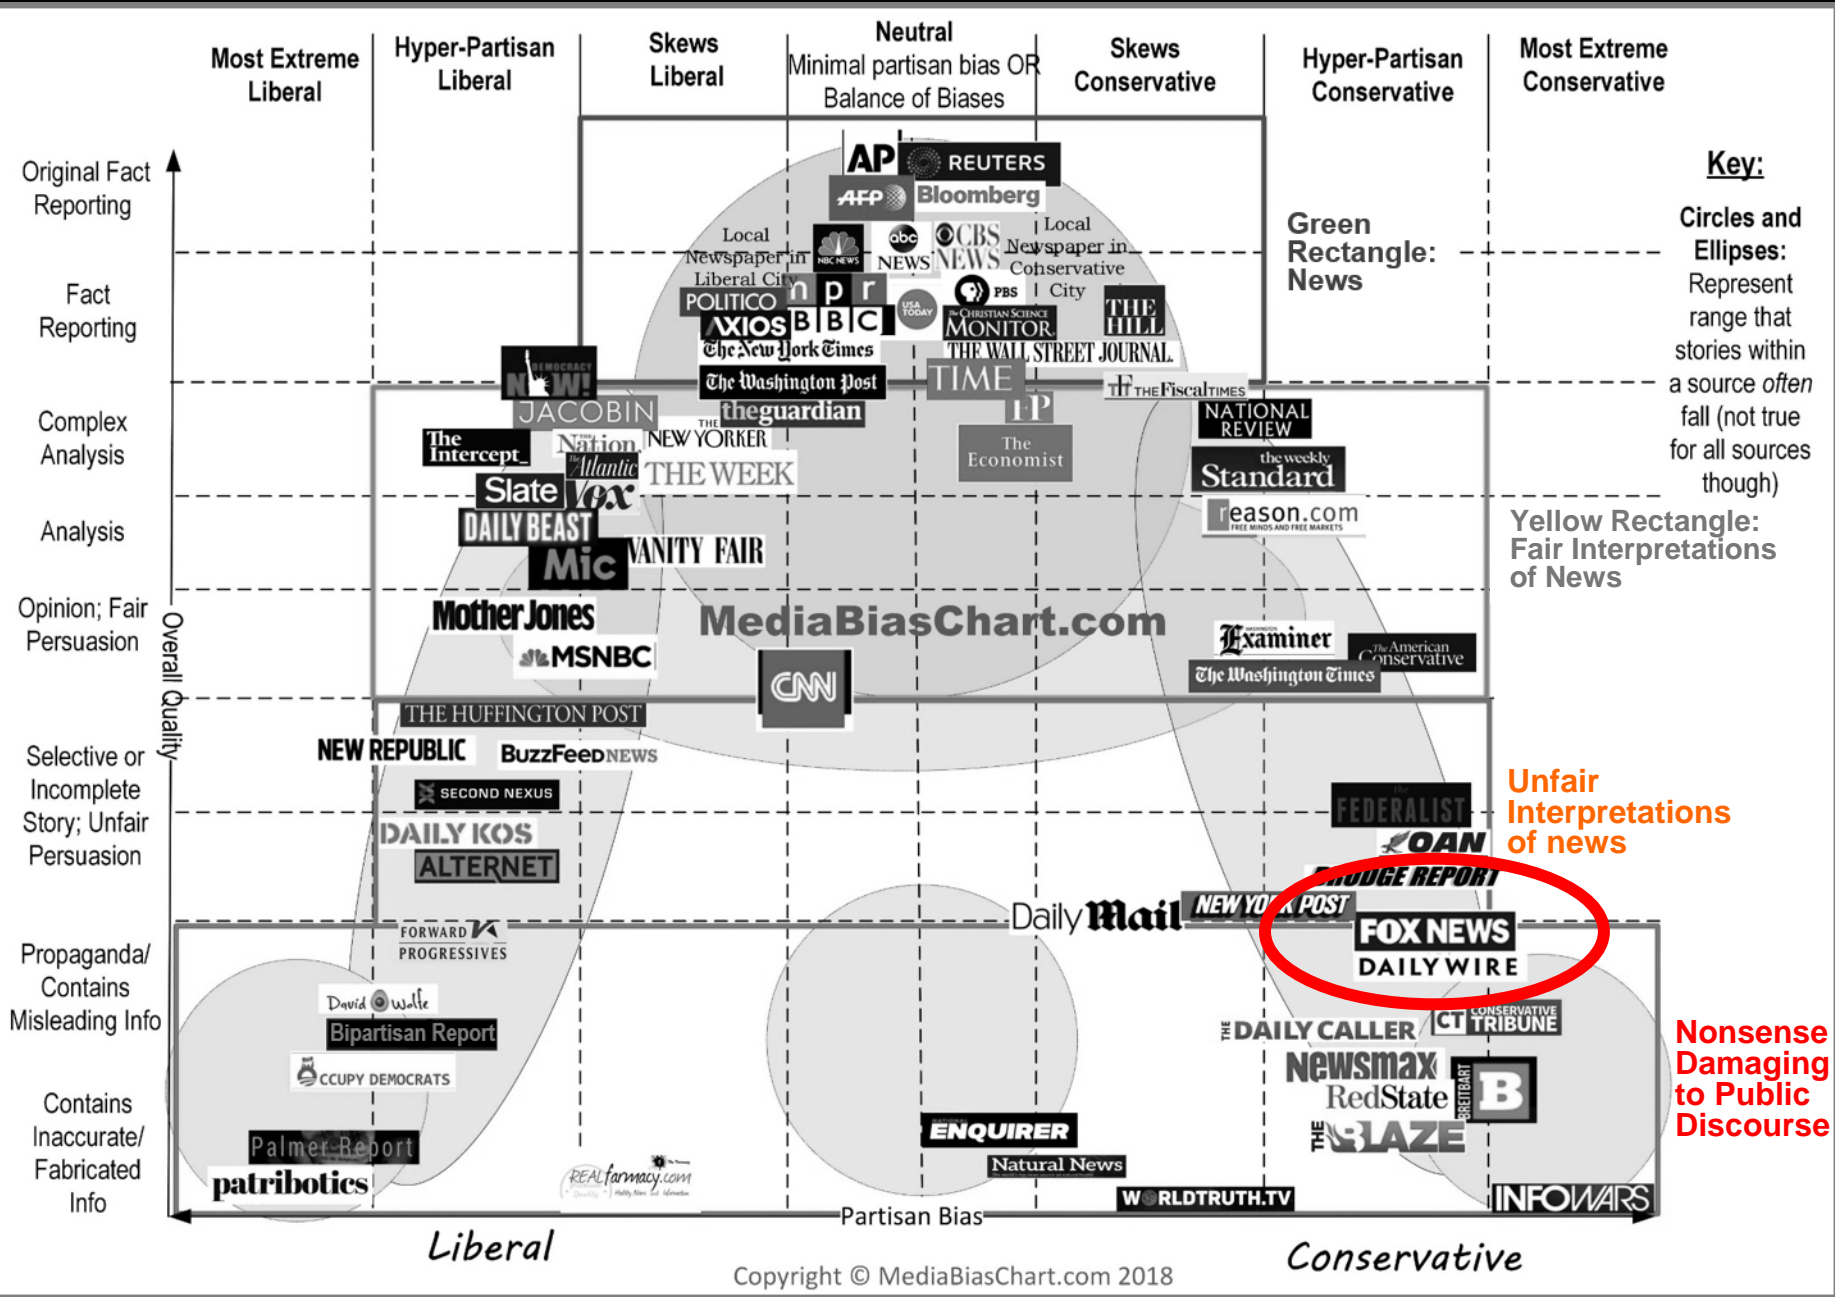 Most Extreme
Liberal
Hyper-Partisan
Liberal
Skews
Liberal
Neutral
Minimal partisan bias OR
Balance of Biases
Skews
Conservative
Hyper-Partisan
Conservative
Most Extreme
Conservative
Original Fact
Reporting
Fact
Reporting
Complex
Analysis
Analysis
Opinion; Fair
Persuasion
Selective or
Incomplete
Story; Unfair
Persuasion
Propaganda/
Contains
Misleading Info
Contains
Inaccurate/
Fabricated
Info
Overall Quality
AP
REUTERS
AFP
Bloomberg
Local
Newspaper in
Liberal City
NBC NEWS
abc
NEWS
CBS
NEWS
Local
Newspaper in
Conservative
City
POLITICO
npr
USA
TODAY
PBS
AXIOS
BBC
The CHRISTIAN SCIENCE
MONITOR
THE
HILL
The New York Times
THE WALL STREET JOURNAL.
DEMOCRACY
NOW!
The Washington Post
TIME
THE FISCAL TIMES
JACOBIN
theguardian
FP
NATIONAL
REVIEW
The
Intercept_
THE
Nation.
THE
NEW YORKER
The
Economist
The Atlantic
THE WEEK
the weekly
Standard
Slate
Vox
reason.com
FREE MINDS AND FREE MARKETS
DAILY BEAST
Mic
VANITY FAIR
Mother Jones
MediaBiasChart.com
WASHINGTON
Examiner
The American
Conservative
MSNBC
CNN
The Washington Times
THE HUFFINGTON POST
NEW REPUBLIC
BuzzFeed NEWS
SECOND NEXUS
the
FEDERALIST
DAILY KOS
OAN
ALTERNET
DRUDGE REPORT
Daily Mail
NEW YORK POST
FORWARD
PROGRESSIVES
FOX NEWS
DAILY WIRE
David Wolfe
Bipartisan Report
THE DAILY CALLER
CT CONSERVATIVE
TRIBUNE
OCCUPY DEMOCRATS
Newsmax
RedState
BREITBART
B
THE BLAZE
Palmer Report
patribotics
REALfarmacy.com
NATIONAL
ENQUIRER
Natural News
WORLDTRUTH.TV
INFOWARS
Partisan Bias
Liberal
Conservative
Copyright © MediaBiasChart.com 2018
Key:
Circles and
Ellipses:
Represent
range that
stories within
a source often
fall (not true
for all sources
though)
Green
Rectangle:
News
Yellow Rectangle:
Fair Interpretations
of News
Unfair
Interpretations
of news
Nonsense
Damaging
to Public
Discourse